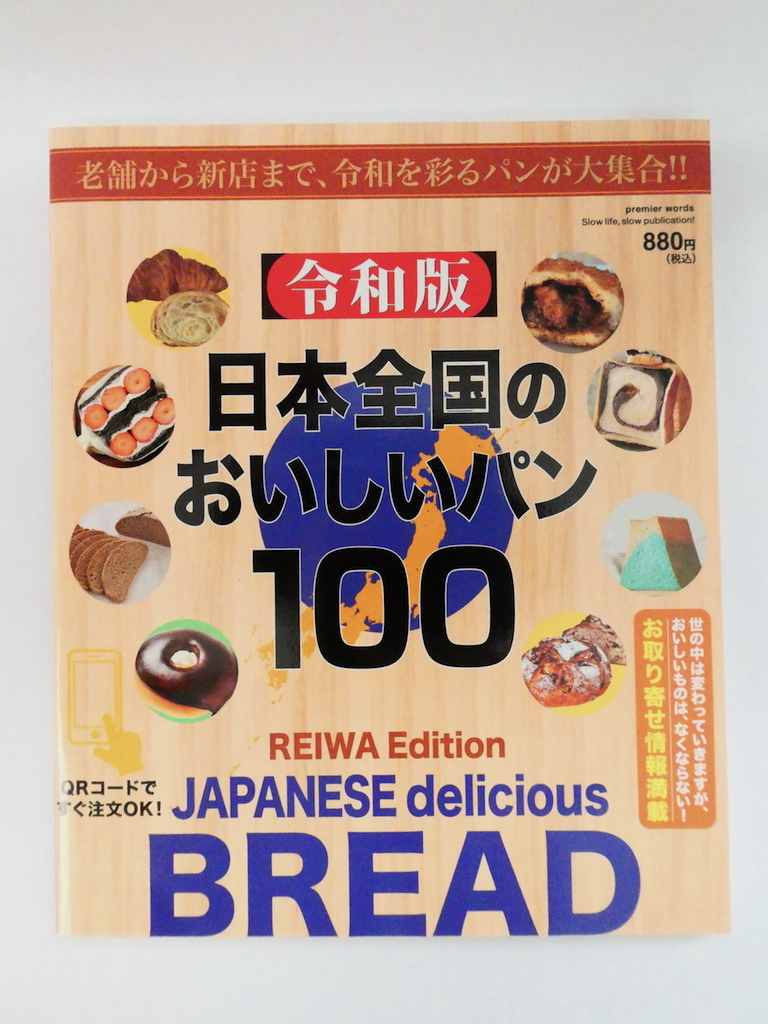 老舗から新店まで、令和を彩るパンが大集合!!
premier words
Slow life, slow publication!
880円
(税込)
令和版
日本全国の
おいしいパン
100
世の中は変わっていきますが、
おいしいものは、なくならない!
お取り寄せ情報満載
QRコードで
すぐ注文OK!
REIWA Edition
JAPANESE delicious
BREAD